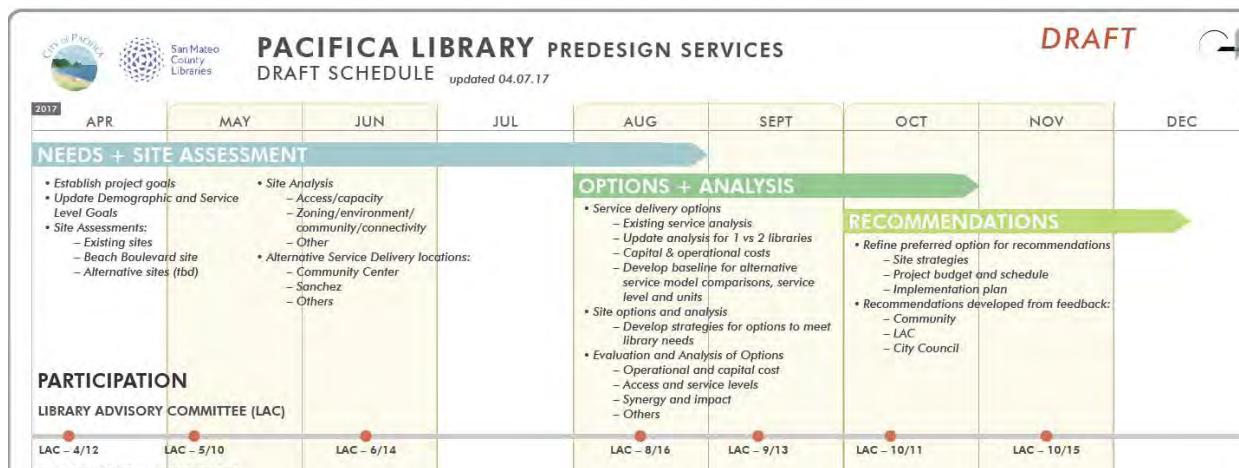 CITY OF PACIFICA
San Mateo
County
Libraries
PACIFICA LIBRARY PREDESIGN SERVICES
DRAFT SCHEDULE updated 04.07.17
DRAFT
2017
APR MAY JUN JUL AUG SEPT OCT NOV DEC
NEEDS + SITE ASSESSMENT
• Establish project goals
• Update Demographic and Service
Level Goals
• Site Assessments:
– Existing sites
– Beach Boulevard site
– Alternative sites (tbd)
• Site Analysis
– Access/capacity
– Zoning/environment/
community/connectivity
– Other
• Alternative Service Delivery locations:
– Community Center
– Sanchez
– Others
OPTIONS + ANALYSIS
• Service delivery options
– Existing service analysis
– Update analysis for 1 vs 2 libraries
– Capital & operational costs
– Develop baseline for alternative
service model comparisons, service
level and units
• Site options and analysis
– Develop strategies for options to meet
library needs
• Evaluation and Analysis of Options
– Operational and capital cost
– Access and service levels
– Synergy and impact
– Others
RECOMMENDATIONS
• Refine preferred option for recommendations
– Site strategies
– Project budget and schedule
– Implementation plan
• Recommendations developed from feedback:
– Community
– LAC
– City Council
PARTICIPATION
LIBRARY ADVISORY COMMITTEE (LAC)
LAC – 4/12 LAC – 5/10 LAC – 6/14 LAC – 8/16 LAC – 9/13 LAC – 10/11 LAC – 10/15